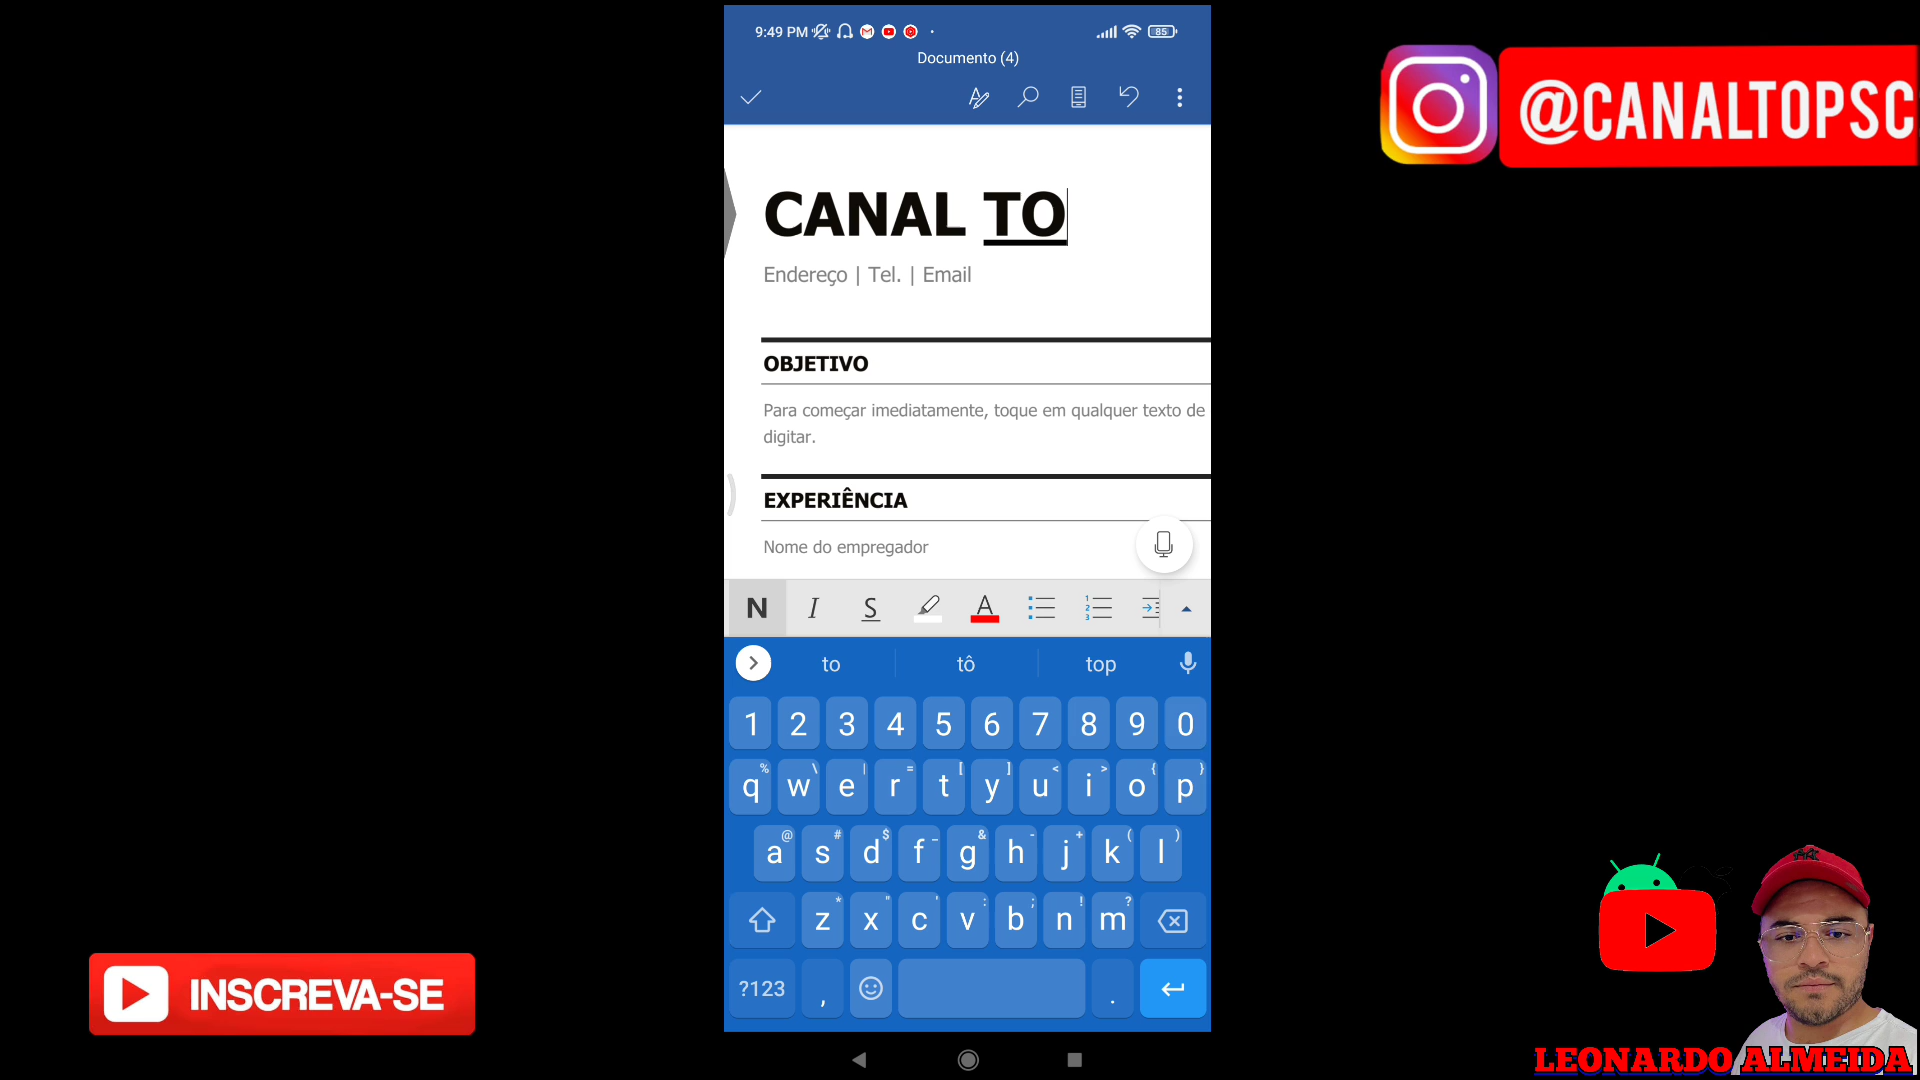 9:49 PM
85
Documento (4)
@CANALTOPSC
CANAL TO
Endereço | Tel. | Email
OBJETIVO
Para começar imediatamente, toque em qualquer texto de
digitar.
EXPERIÊNCIA
Nome do empregador
N I S A
to tô top
1 2 3 4 5 6 7 8 9 0
q w e r t y u i o p
a s d f g h j k l
z x c v b n m
?123 , .
INSCREVA-SE
LEONARDO ALMEIDA